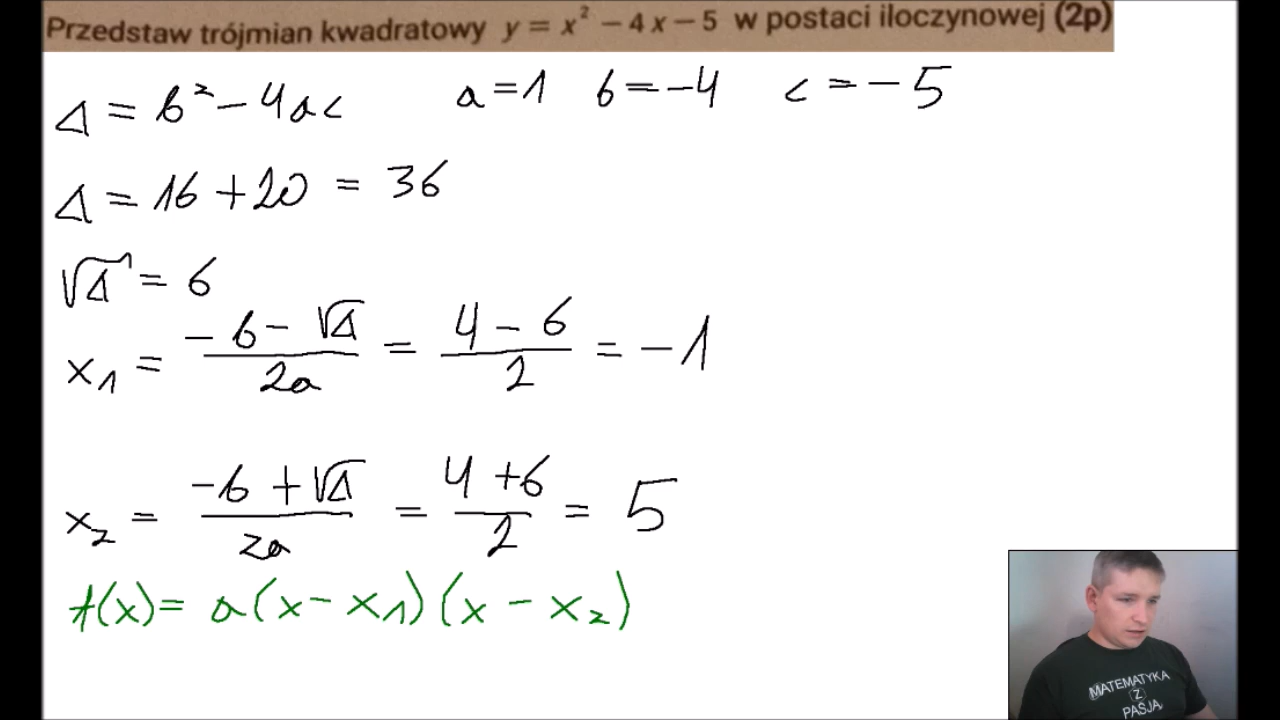 Przedstaw trójmian kwadratowy y = x² − 4x − 5 w postaci iloczynowej (2p)
Δ = b² − 4ac a = 1 b = −4 c = −5
Δ = 16 + 20 = 36
√Δ = 6
x₁ = (−b − √Δ)/(2a) = (4 − 6)/2 = −1
x₂ = (−b + √Δ)/(2a) = (4 + 6)/2 = 5
f(x) = a(x − x₁)(x − x₂)
MATEMATYKA
Z
PASJĄ